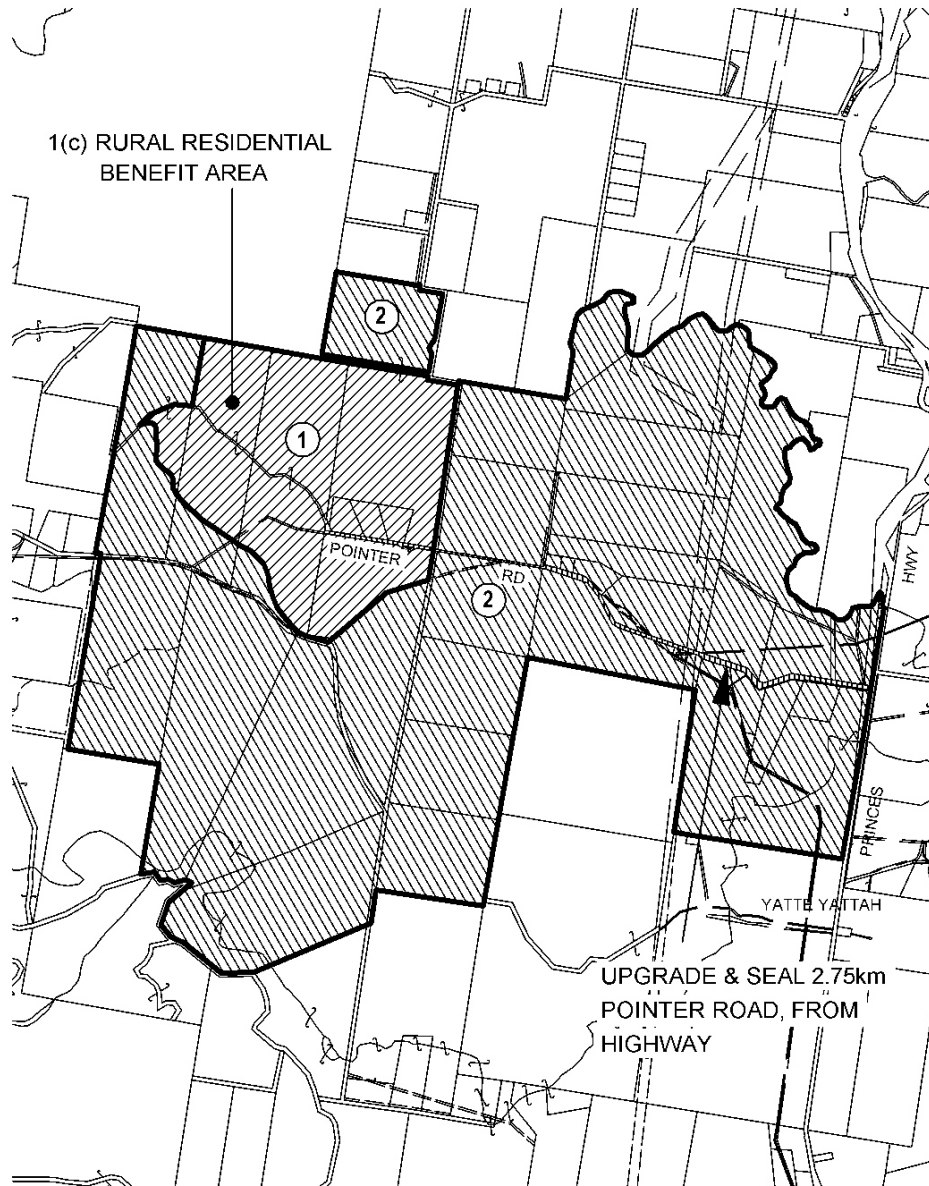 1(c) RURAL RESIDENTIAL
BENEFIT AREA
2
1
POINTER
RD
2
HWY
PRINCES
YATTE YATTAH
UPGRADE & SEAL 2.75km
POINTER ROAD, FROM
HIGHWAY